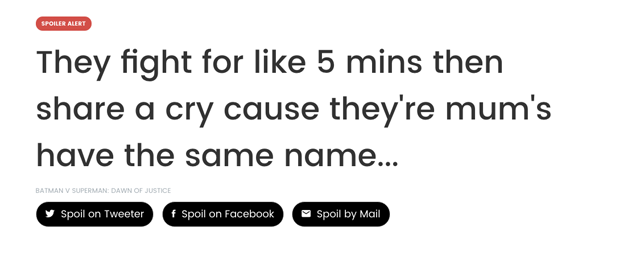 SPOILER ALERT
They fight for like 5 mins then
share a cry cause they're mum's
have the same name...
BATMAN V SUPERMAN: DAWN OF JUSTICE
Spoil on Tweeter Spoil on Facebook Spoil by Mail